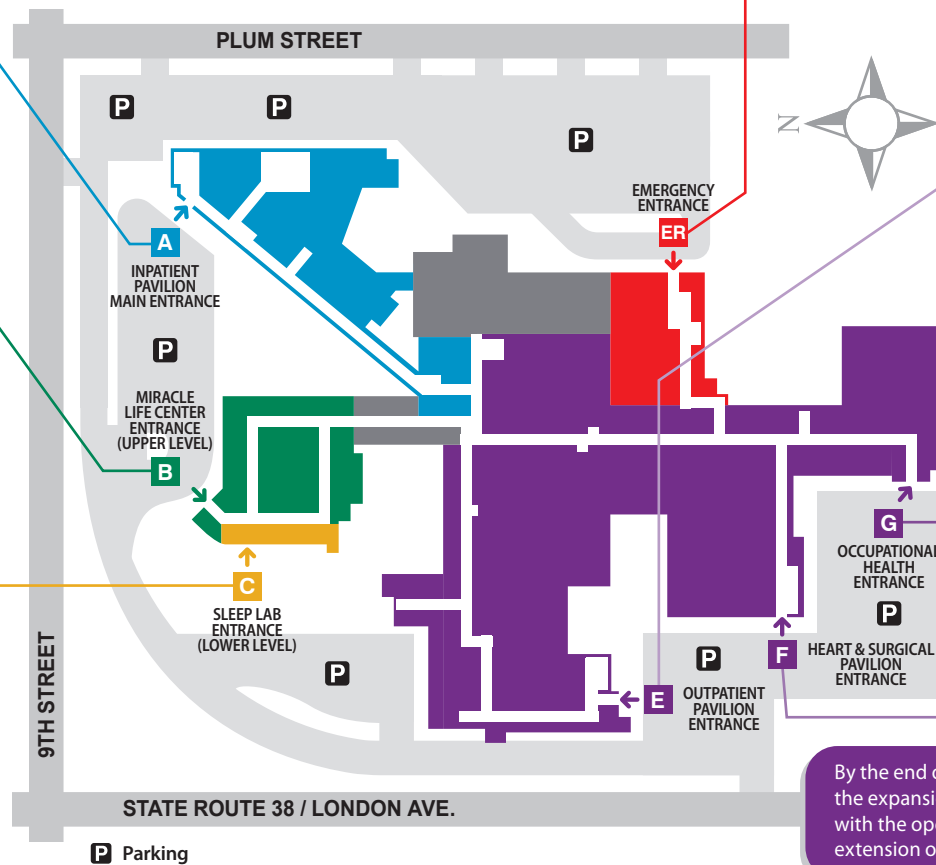 PLUM STREET
P
P
P
N
EMERGENCY
ENTRANCE
ER
A
INPATIENT
PAVILION
MAIN ENTRANCE
P
MIRACLE
LIFE CENTER
ENTRANCE
(UPPER LEVEL)
B
C
SLEEP LAB
ENTRANCE
(LOWER LEVEL)
P
9TH STREET
G
OCCUPATIONAL
HEALTH
ENTRANCE
P
F
HEART & SURGICAL
PAVILION
ENTRANCE
P
E
OUTPATIENT
PAVILION
ENTRANCE
STATE ROUTE 38 / LONDON AVE.
P Parking
By the end
the expansi
with the ope
extension o